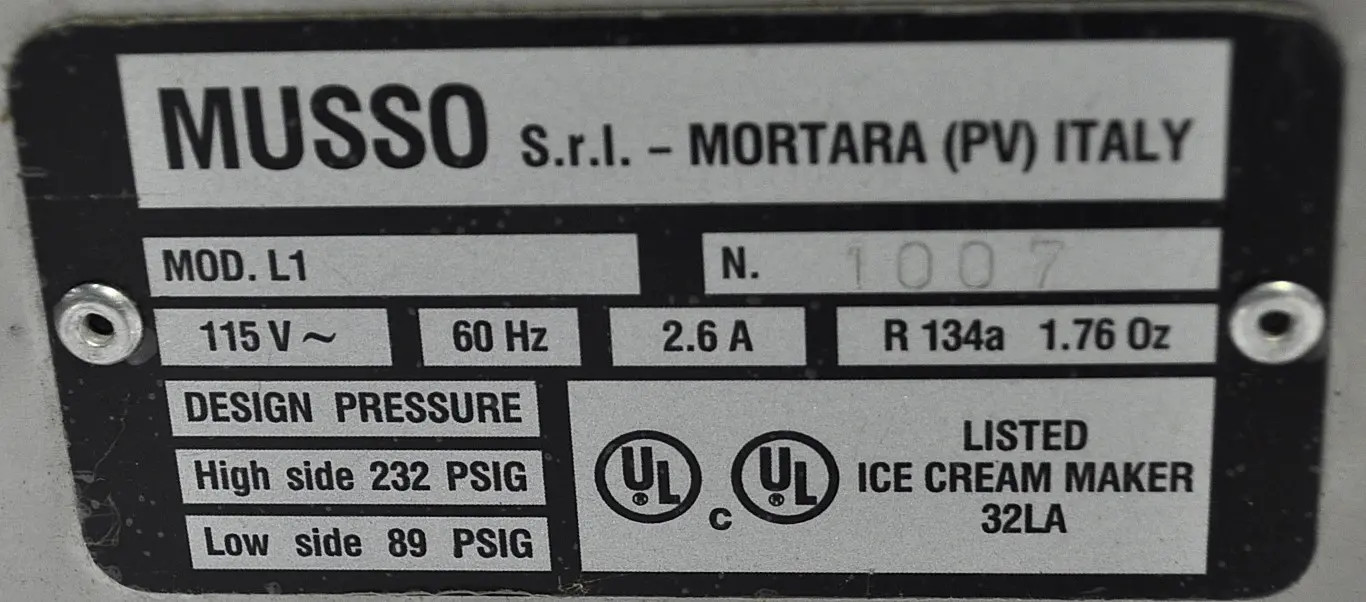 MUSSO S.r.l. – MORTARA (PV) ITALY
MOD. L1 N. 1007
115 V ~ 60 Hz 2.6 A R 134a 1.76 Oz
DESIGN PRESSURE
High side 232 PSIG
Low side 89 PSIG
UL ® c UL ®
LISTED
ICE CREAM MAKER
32LA